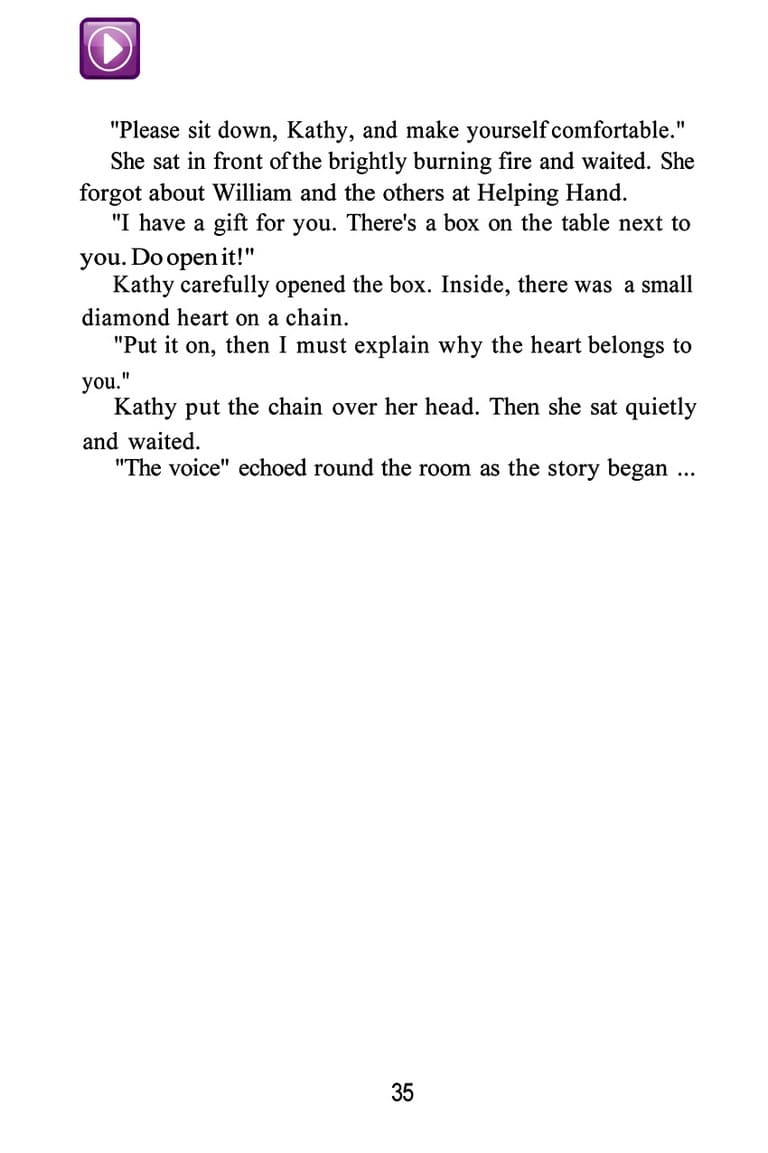 "Please sit down, Kathy, and make yourself comfortable."
She sat in front of the brightly burning fire and waited. She
forgot about William and the others at Helping Hand.
"I have a gift for you. There's a box on the table next to
you. Do open it!"
Kathy carefully opened the box. Inside, there was a small
diamond heart on a chain.
"Put it on, then I must explain why the heart belongs to
you."
Kathy put the chain over her head. Then she sat quietly
and waited.
"The voice" echoed round the room as the story began ...
35